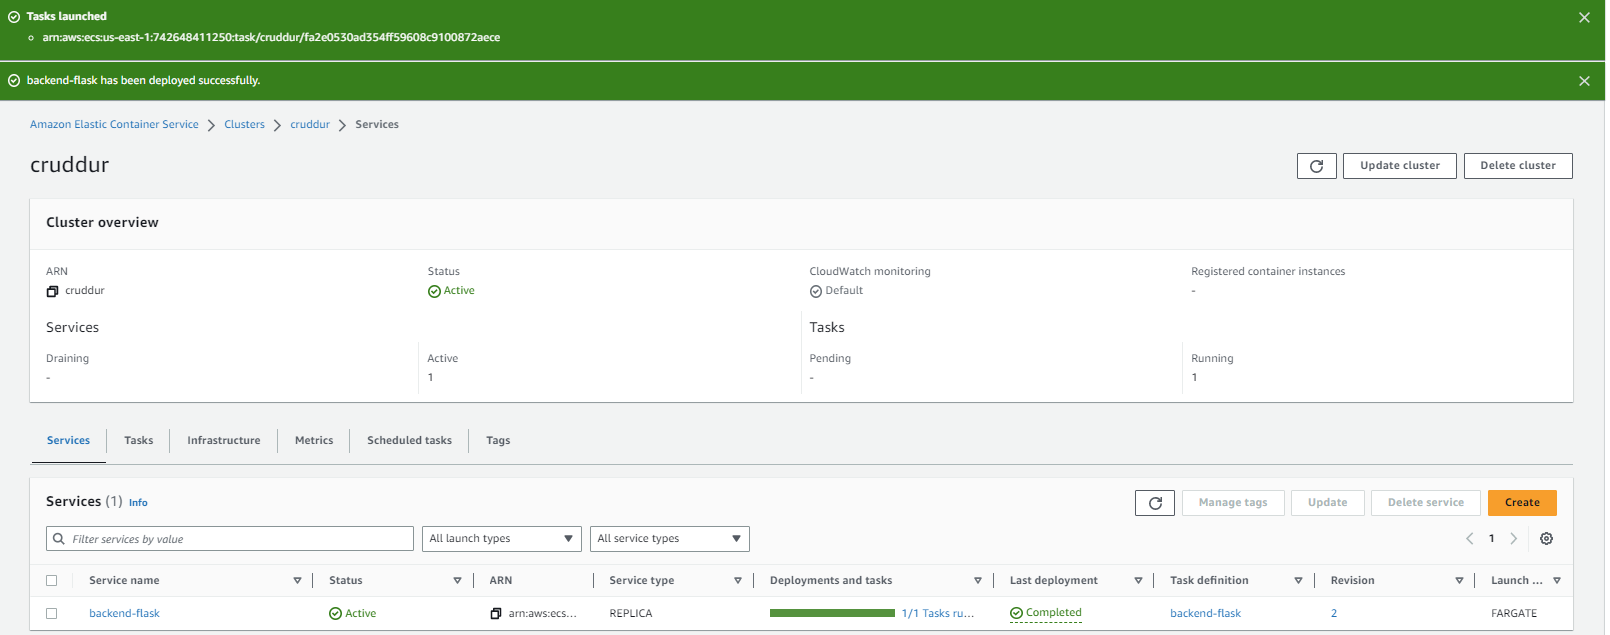 Tasks launched
arn:aws:ecs:us-east-1:742648411250:task/cruddur/fa2e0530ad354ff59608c9100872aece
backend-flask has been deployed successfully.
Amazon Elastic Container Service > Clusters > cruddur > Services
cruddur
Update cluster
Delete cluster
Cluster overview
ARN
cruddur
Status
Active
CloudWatch monitoring
Default
Registered container instances
-
Services
Draining
-
Active
1
Tasks
Pending
-
Running
1
Services Tasks Infrastructure Metrics Scheduled tasks Tags
Services (1) Info
Manage tags Update Delete service Create
Filter services by value
All launch types
All service types
1
Service name Status ARN Service type Deployments and tasks Last deployment Task definition Revision Launch ...
backend-flask Active arn:aws:ecs... REPLICA 1/1 Tasks ru... Completed backend-flask 2 FARGATE